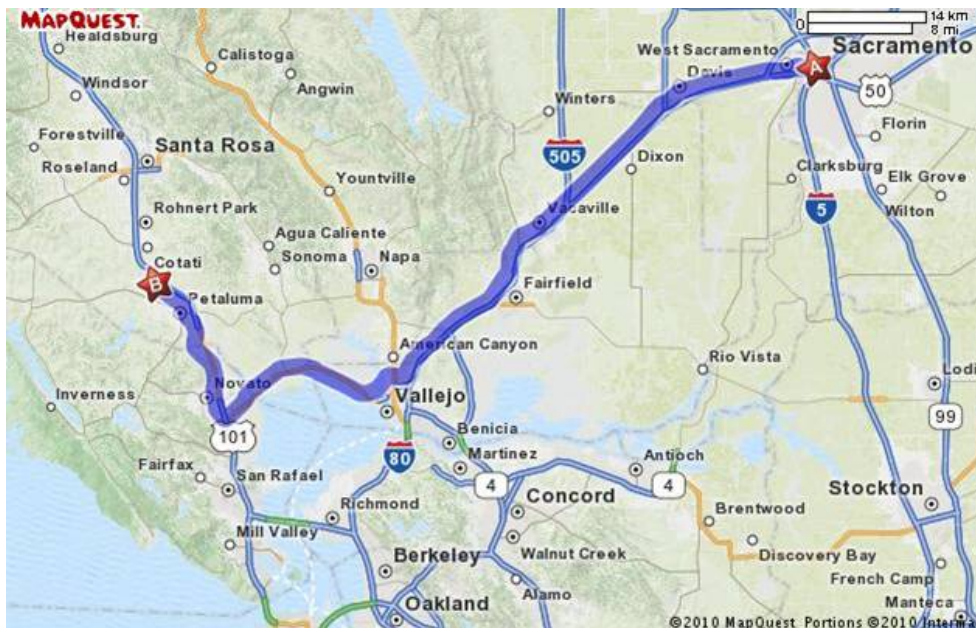 MAPQUEST.
Healdsburg
Calistoga
Angwin
Windsor
Forestville
Santa Rosa
Roseland
Yountville
Rohnert Park
Agua Caliente
Cotati
Sonoma
Napa
B
Petaluma
American Canyon
Novato
Vallejo
Inverness
101
Benicia
Martinez
80
Fairfax
San Rafael
4
Richmond
Concord
Mill Valley
Berkeley
Walnut Creek
Alamo
Oakland
0
14 km
8 mi
West Sacramento
Sacramento
A
Davis
50
Winters
Florin
505
Dixon
Clarksburg
Elk Grove
5
Wilton
Vacaville
Fairfield
Rio Vista
Lodi
99
Antioch
4
Stockton
Brentwood
Discovery Bay
French Camp
Manteca
©2010 MapQuest Portions ©2010 Interma